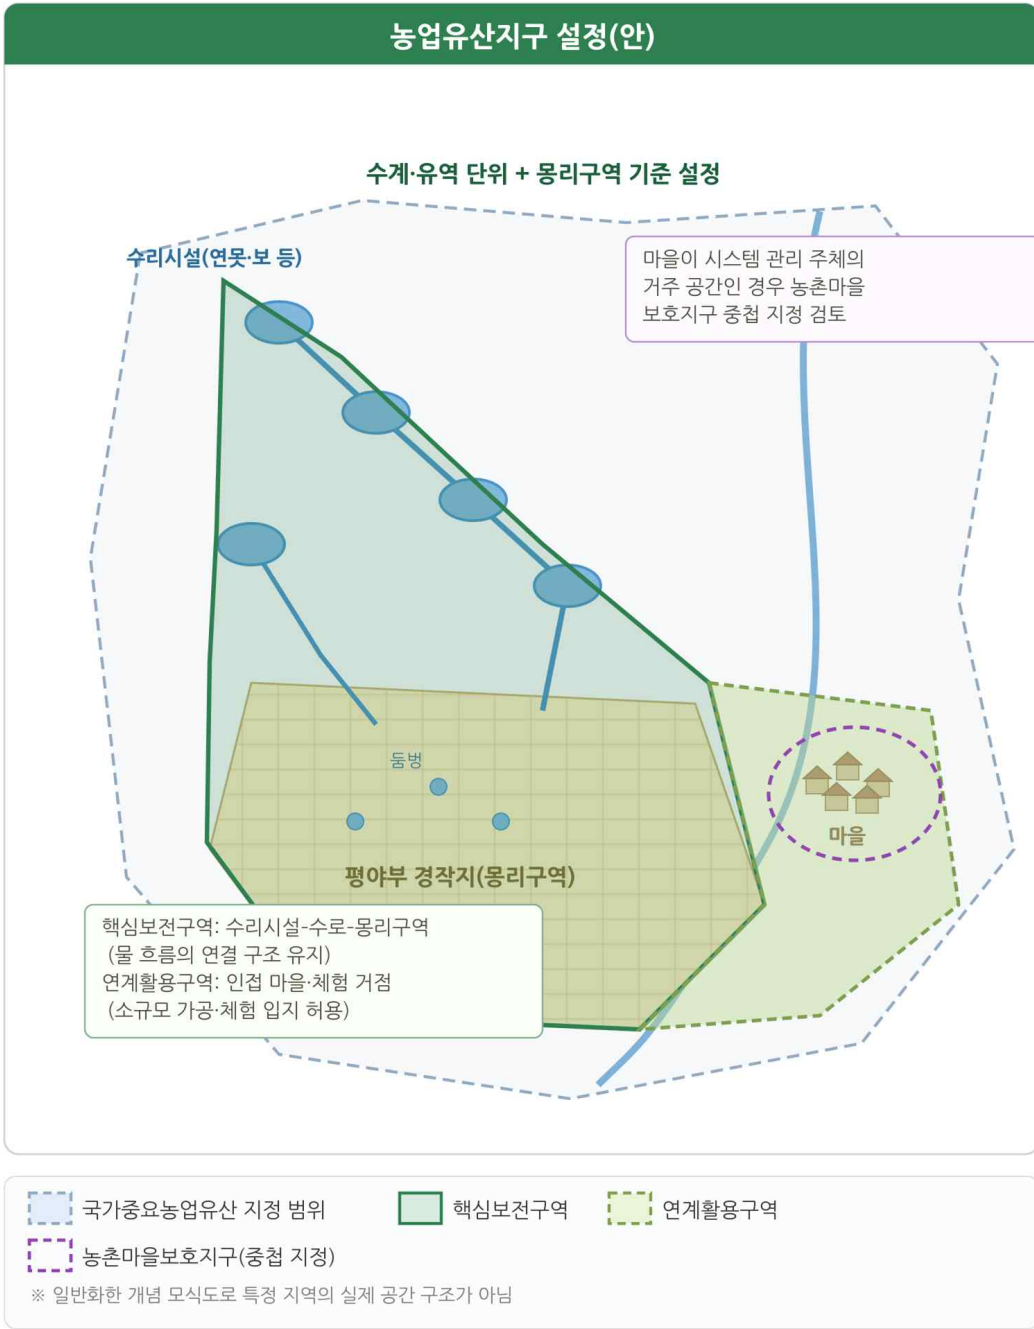 농업유산지구 설정(안)
수계·유역 단위 + 몽리구역 기준 설정
수리시설(연못·보 등)
마을이 시스템 관리 주체의
거주 공간인 경우 농촌마을
보호지구 중첩 지정 검토
둠벙
마을
평야부 경작지(몽리구역)
핵심보전구역: 수리시설-수로-몽리구역
(물 흐름의 연결 구조 유지)
연계활용구역: 인접 마을·체험 거점
(소규모 가공·체험 입지 허용)
국가중요농업유산 지정 범위
핵심보전구역
연계활용구역
농촌마을보호지구(중첩 지정)
※ 일반화한 개념 모식도로 특정 지역의 실제 공간 구조가 아님